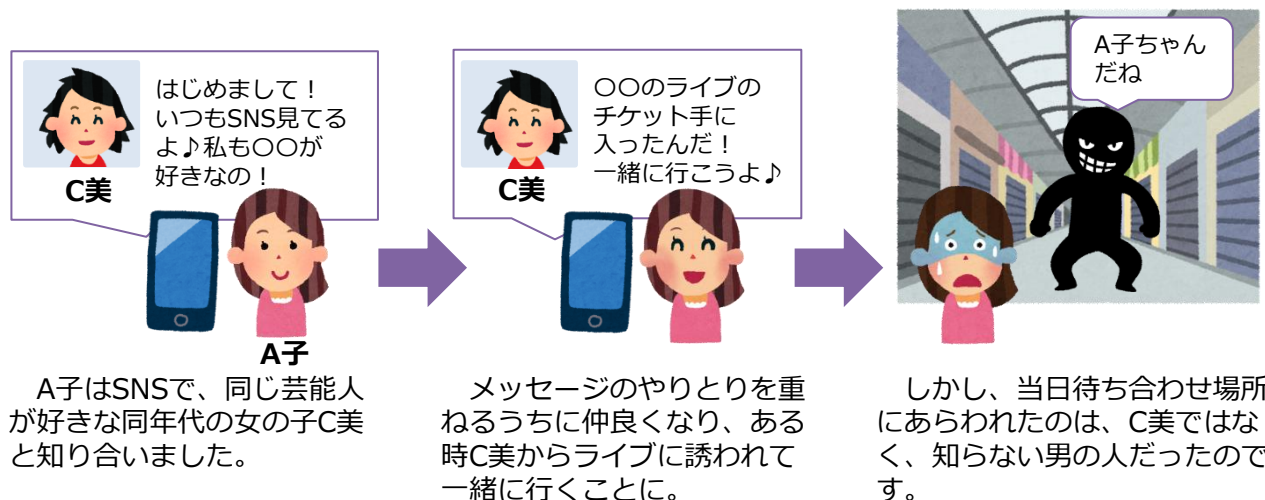 はじめまして！
いつもSNS見てる
よ♪私も〇〇が
好きなの！
C美
A子
A子はSNSで、同じ芸能人
が好きな同年代の女の子C美
と知り合いました。
〇〇のライブの
チケット手に
入ったんだ！
一緒に行こうよ♪
C美
メッセージのやりとりを重
ねるうちに仲良くなり、ある
時C美からライブに誘われて
一緒に行くことに。
A子ちゃん
だね
しかし、当日待ち合わせ場所
にあらわれたのは、C美ではな
く、知らない男の人だったので
す。